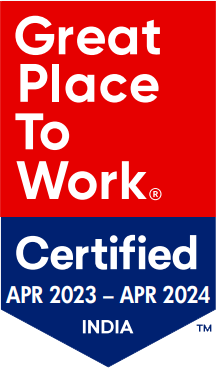 Great
Place
To
Work®
Certified
APR 2023 – APR 2024
INDIA ™